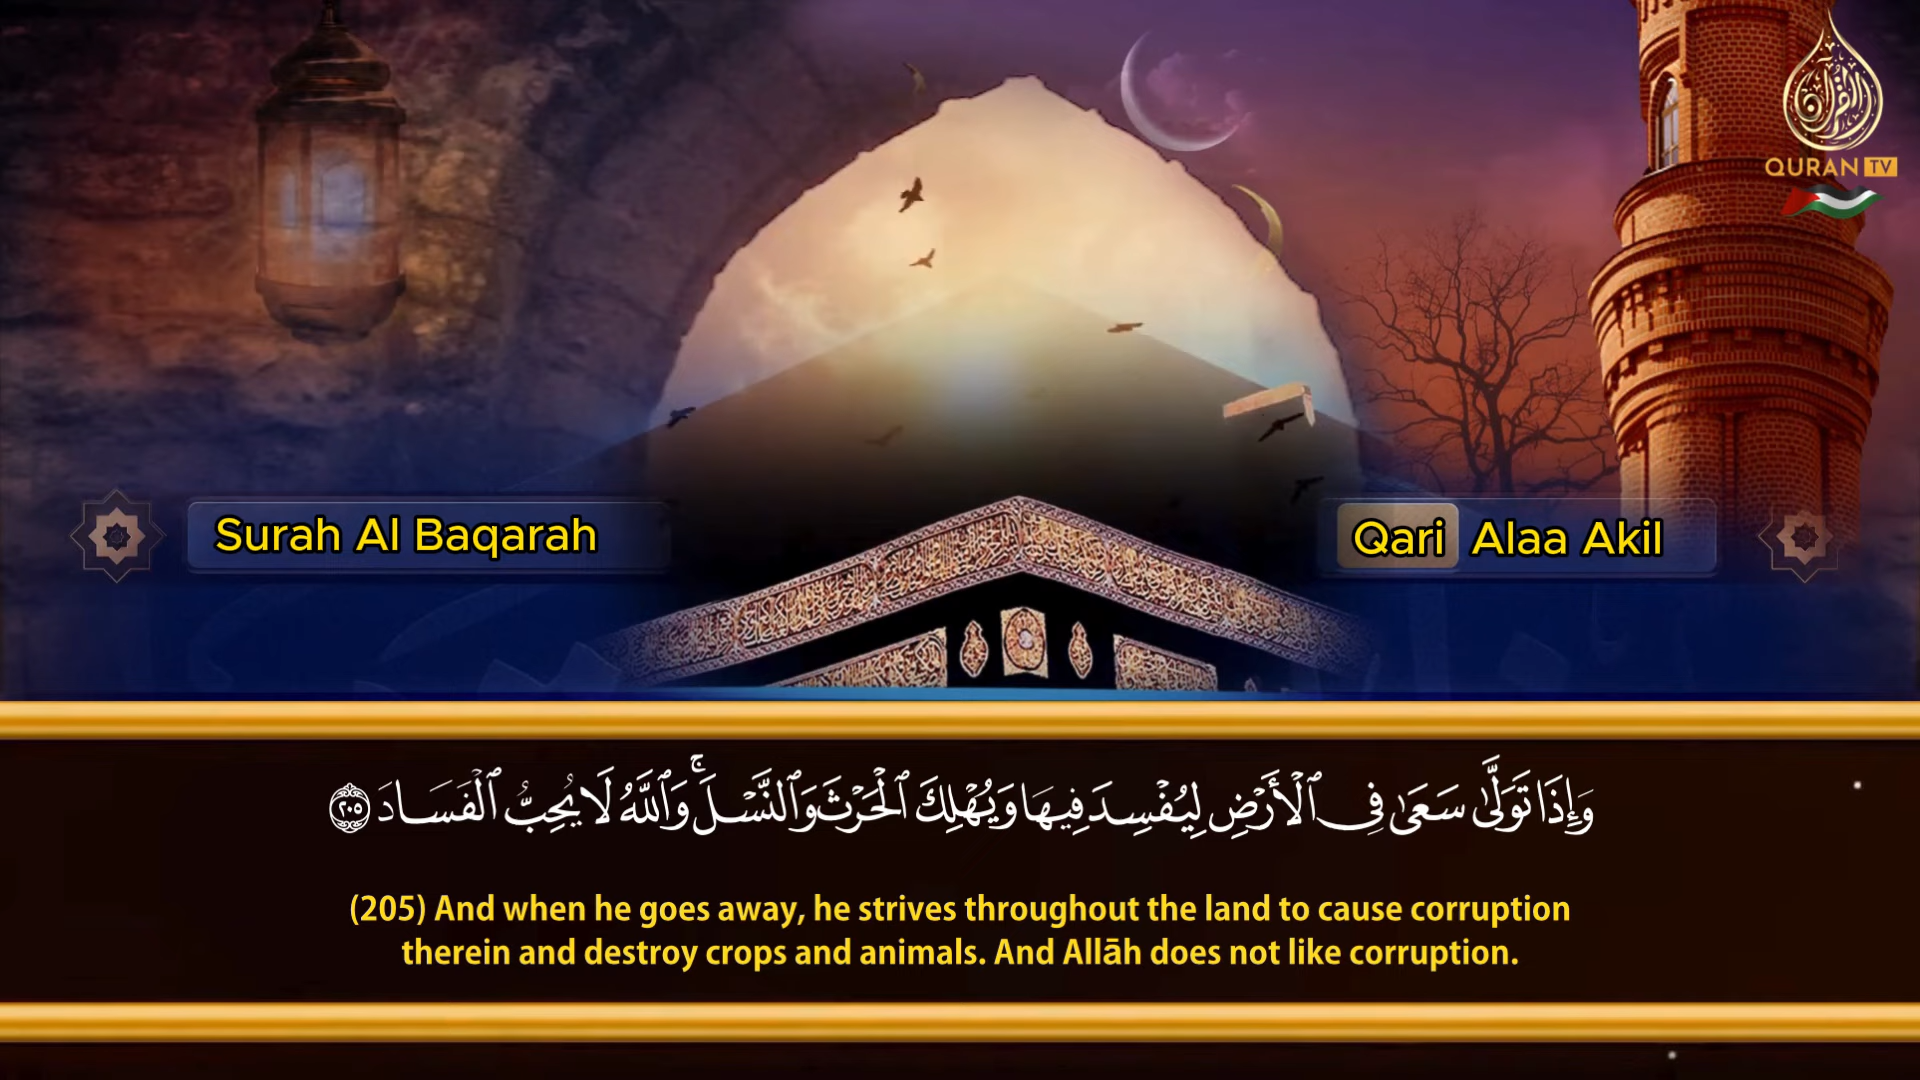 القرآن
QURAN TV
Surah Al Baqarah
Qari Alaa Akil
وَإِذَا تَوَلَّىٰ سَعَىٰ فِى ٱلْأَرْضِ لِيُفْسِدَ فِيهَا وَيُهْلِكَ ٱلْحَرْثَ وَٱلنَّسْلَ ۗ وَٱللَّهُ لَا يُحِبُّ ٱلْفَسَادَ ٢٠٥
(205) And when he goes away, he strives throughout the land to cause corruption
therein and destroy crops and animals. And Allāh does not like corruption.